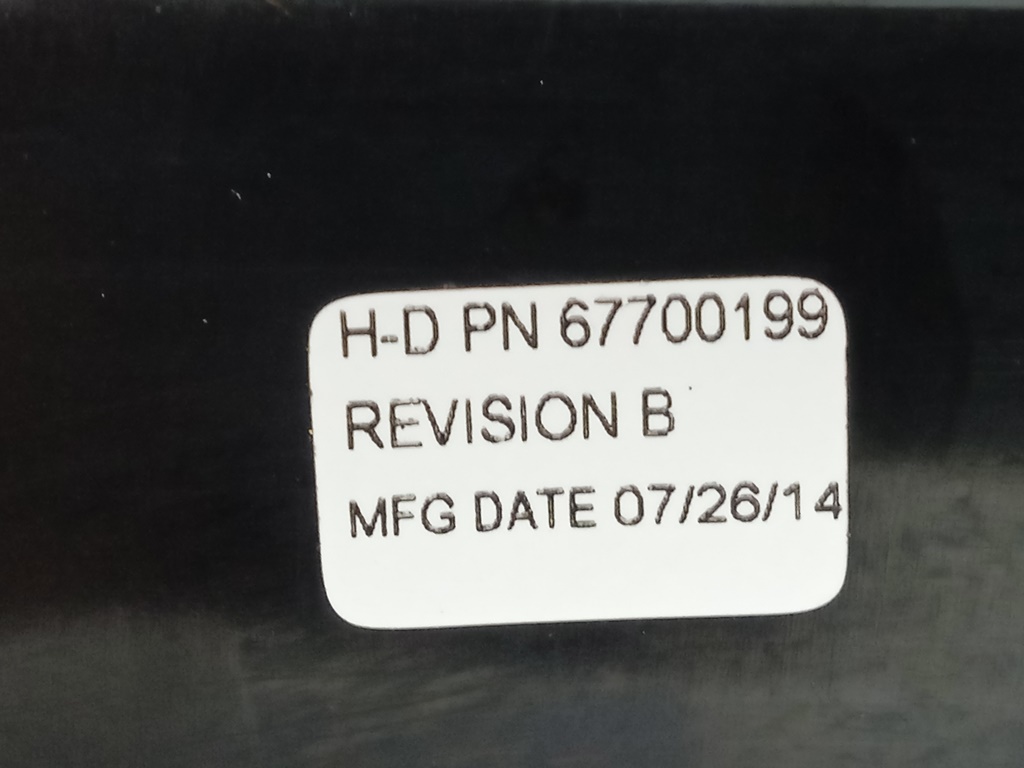 H-D PN 67700199
REVISION B
MFG DATE 07/26/14